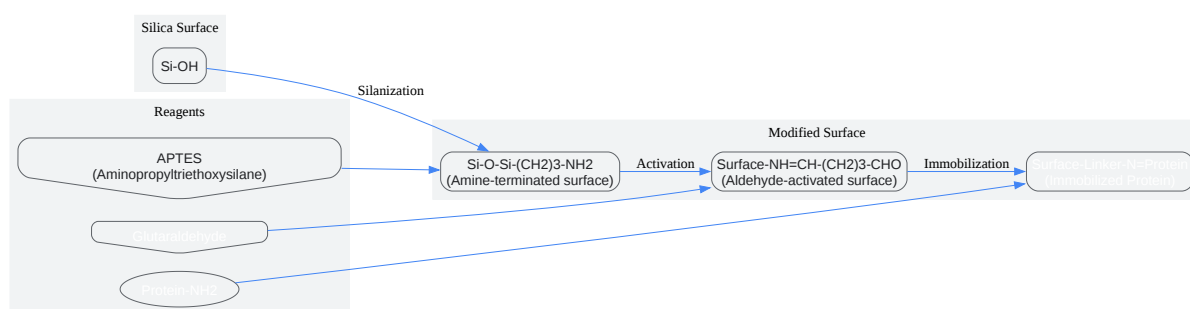 Silica Surface
Si-OH
Silanization
Reagents
APTES
(Aminopropyltriethoxysilane)
Glutaraldehyde
Protein-NH2
Modified Surface
Si-O-Si-(CH2)3-NH2
(Amine-terminated surface)
Activation
Surface-NH=CH-(CH2)3-CHO
(Aldehyde-activated surface)
Immobilization
Surface-Linker-N=Protein
(Immobilized Protein)